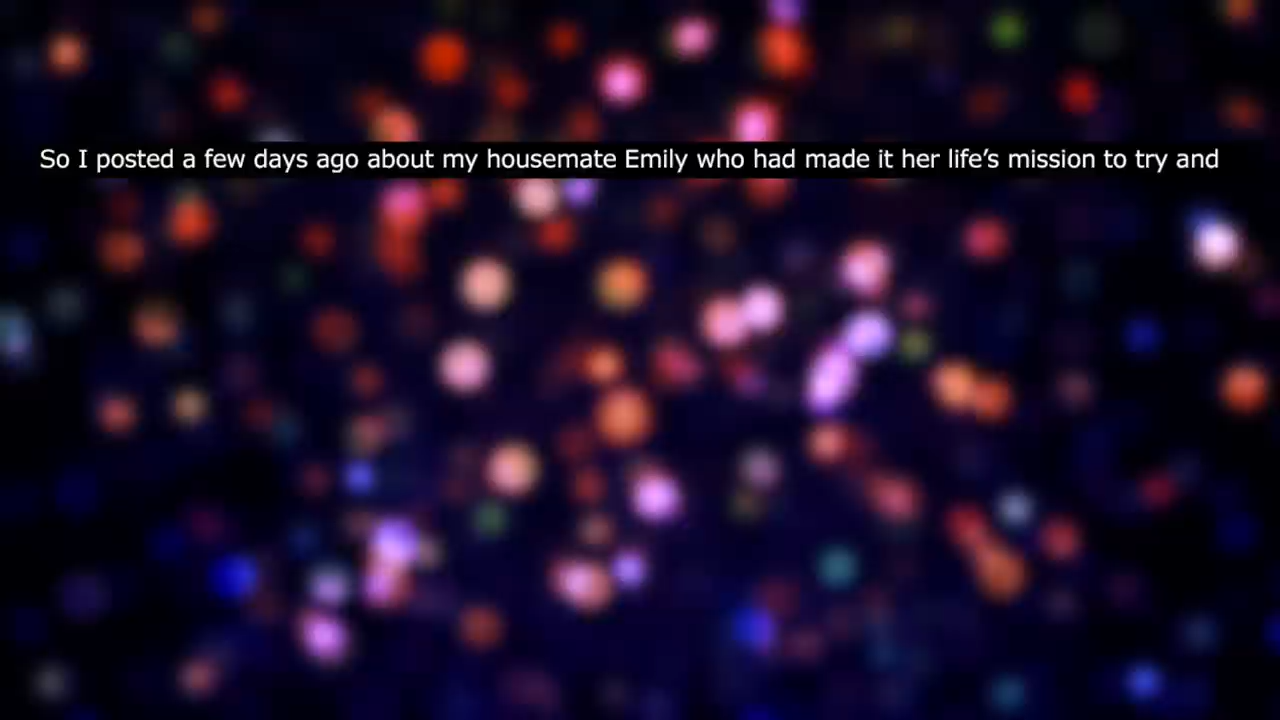 So I posted a few days ago about my housemate Emily who had made it her life’s mission to try and